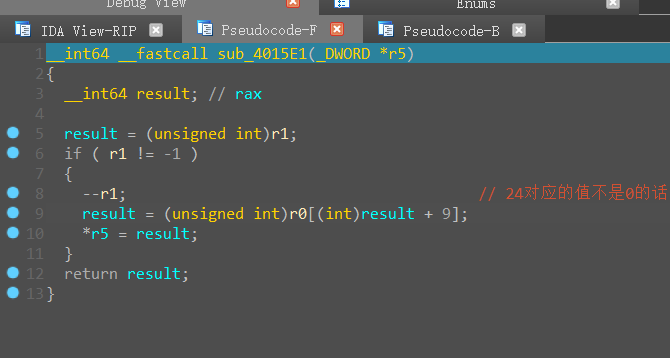 Debug View
Enums
IDA View-RIP
Pseudocode-F
Pseudocode-B
1 __int64 __fastcall sub_4015E1(_DWORD *r5)
2 {
3 __int64 result; // rax
4
5 result = (unsigned int)r1;
6 if ( r1 != -1 )
7 {
8 --r1; // 24对应的值不是0的话
9 result = (unsigned int)r0[(int)result + 9];
10 *r5 = result;
11 }
12 return result;
13 }